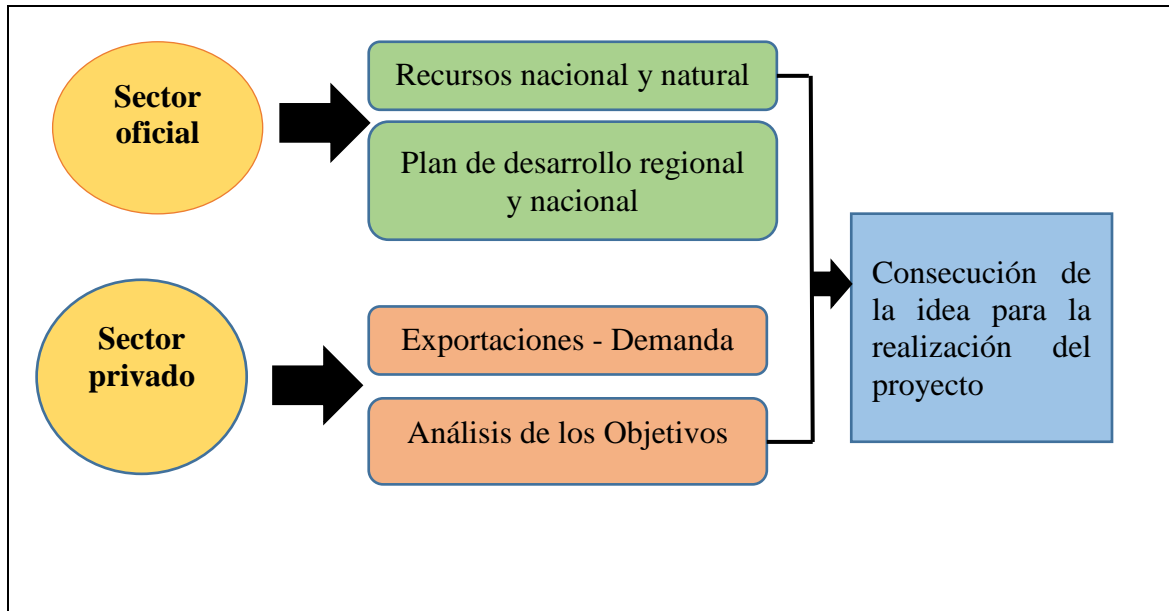 Sector
oficial
Recursos nacional y natural
Plan de desarrollo regional
y nacional
Sector
privado
Exportaciones - Demanda
Análisis de los Objetivos
Consecución de
la idea para la
realización del
proyecto